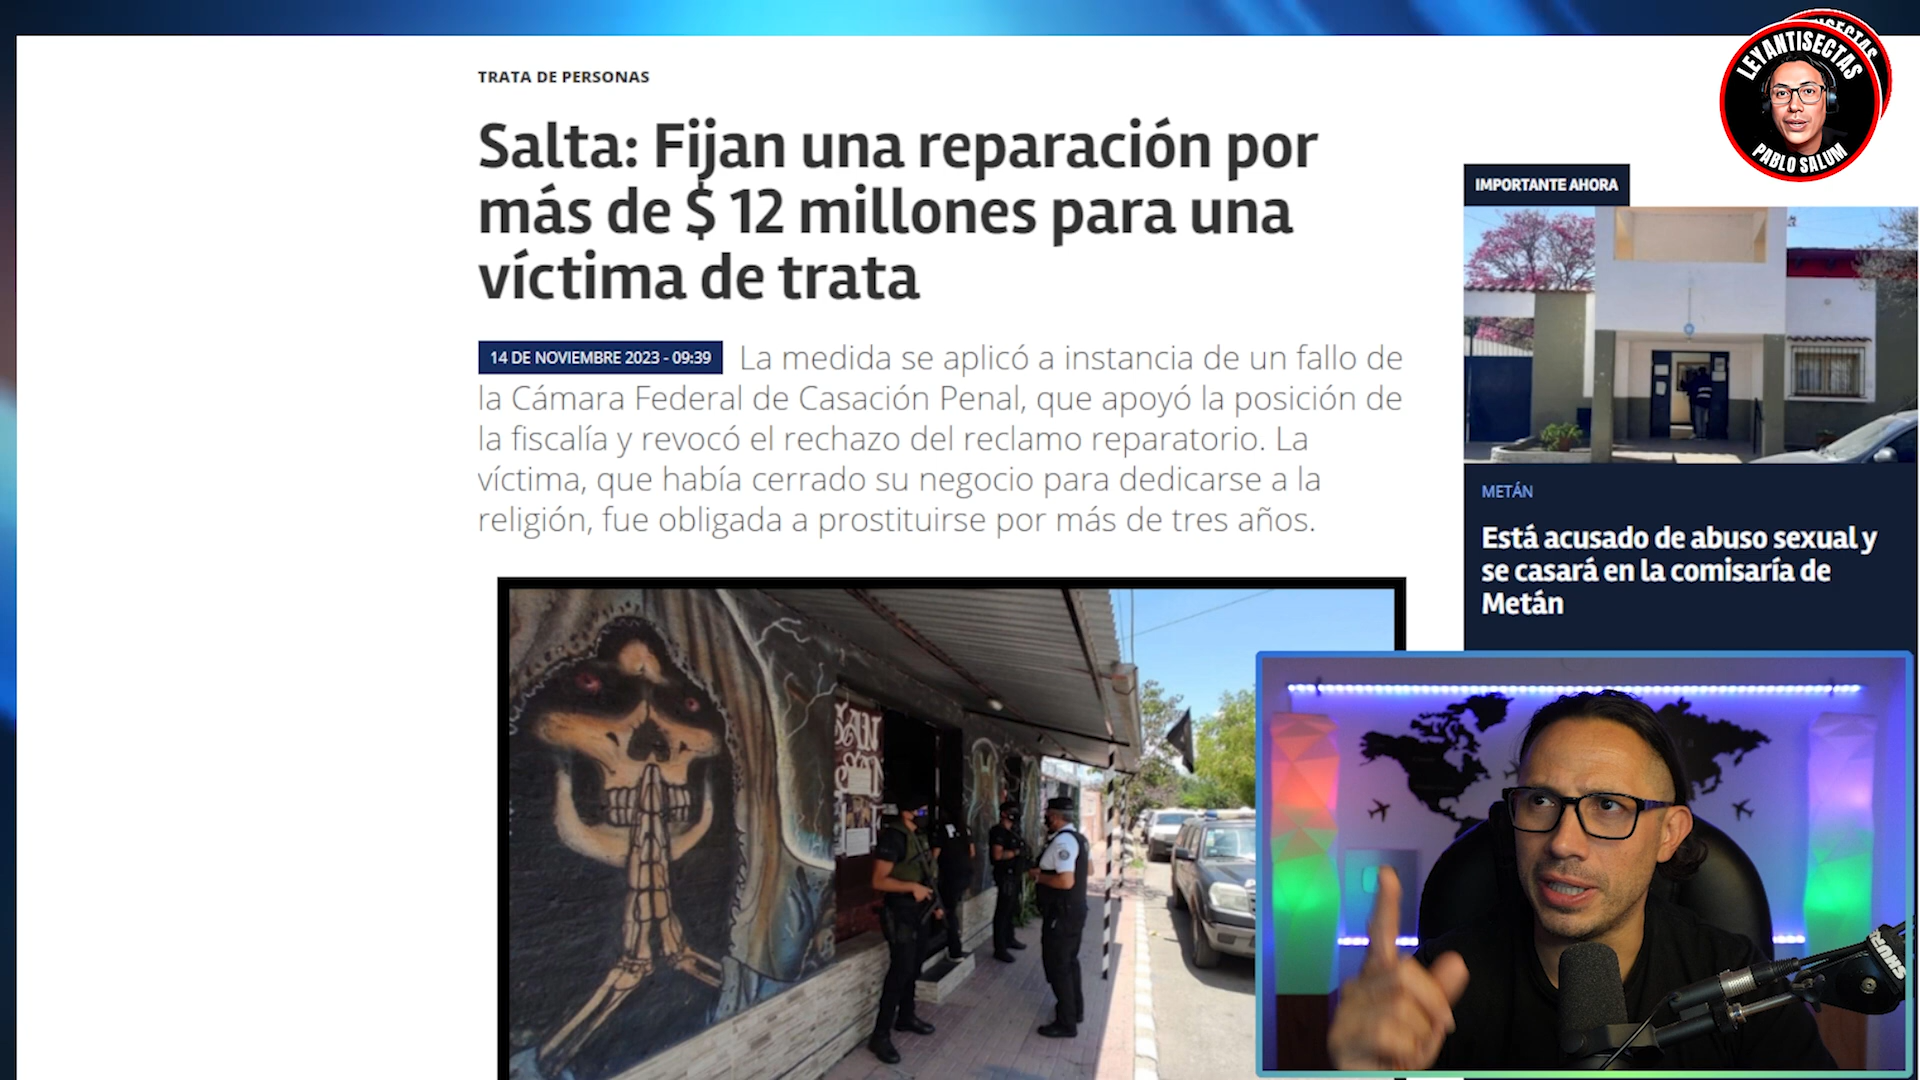 TRATA DE PERSONAS
Salta: Fijan una reparación por
más de $ 12 millones para una
víctima de trata
14 DE NOVIEMBRE 2023 - 09:39 La medida se aplicó a instancia de un fallo de
la Cámara Federal de Casación Penal, que apoyó la posición de
la fiscalía y revocó el rechazo del reclamo reparatorio. La
víctima, que había cerrado su negocio para dedicarse a la
religión, fue obligada a prostituirse por más de tres años.
LEYANTISECTAS
PABLO SALUM
IMPORTANTE AHORA
METÁN
Está acusado de abuso sexual y
se casará en la comisaría de
Metán
SHURE